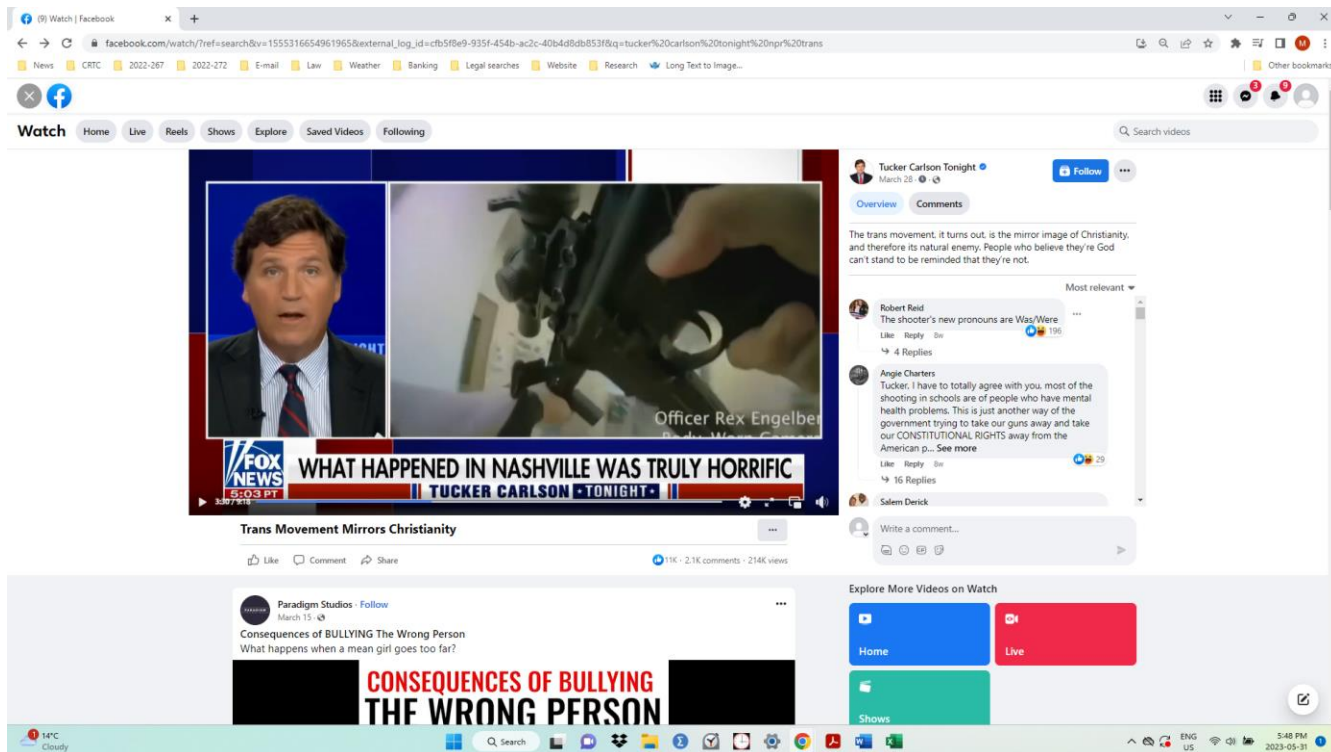 (9) Watch | Facebook
facebook.com/watch/?ref=search&v=1555316654961965&external_log_id=cfb5f8e9-935f-454b-ac2c-40b4d8db853f&q=tucker%20carlson%20tonight%20npr%20trans
News CRTC 2022-267 2022-272 E-mail Law Weather Banking Legal searches Website Research Long Text to Image... Other bookmarks
M
3 9
Watch Home Live Reels Shows Explore Saved Videos Following Search videos
Officer Rex Engelber
FOX NEWS
5:03 PT
WHAT HAPPENED IN NASHVILLE WAS TRULY HORRIFIC
TUCKER CARLSON • TONIGHT •
3:30 / 9:18
Trans Movement Mirrors Christianity
Like Comment Share 11K · 2.1K comments · 214K views
Tucker Carlson Tonight
March 28
Follow
Overview Comments
The trans movement, it turns out, is the mirror image of Christianity,
and therefore its natural enemy. People who believe they're God
can't stand to be reminded that they're not.
Most relevant
Robert Reid
The shooter's new pronouns are Was/Were
196
Like Reply 8w
4 Replies
Angie Charters
Tucker, I have to totally agree with you, most of the
shooting in schools are of people who have mental
health problems. This is just another way of the
government trying to take our guns away and take
our CONSTITUTIONAL RIGHTS away from the
American p... See more
29
Like Reply 8w
16 Replies
Salem Derick
Write a comment...
GIF
Paradigm Studios · Follow
March 15
Consequences of BULLYING The Wrong Person
What happens when a mean girl goes too far?
CONSEQUENCES OF BULLYING
THE WRONG PERSON
Explore More Videos on Watch
Home
Live
Shows
1
14°C
Cloudy
Search
ENG
US
5:48 PM
2023-05-31
1